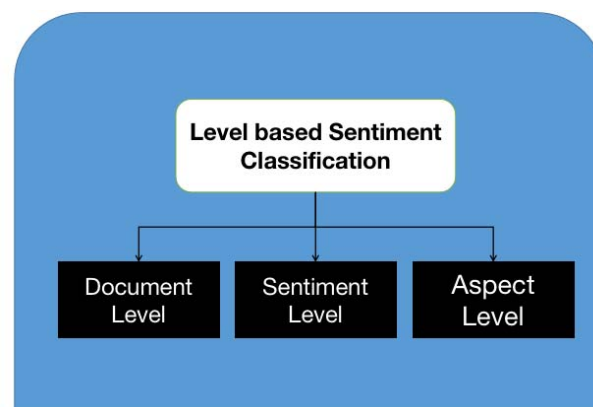 Level based Sentiment
Classification
Document
Level
Sentiment
Level
Aspect
Level